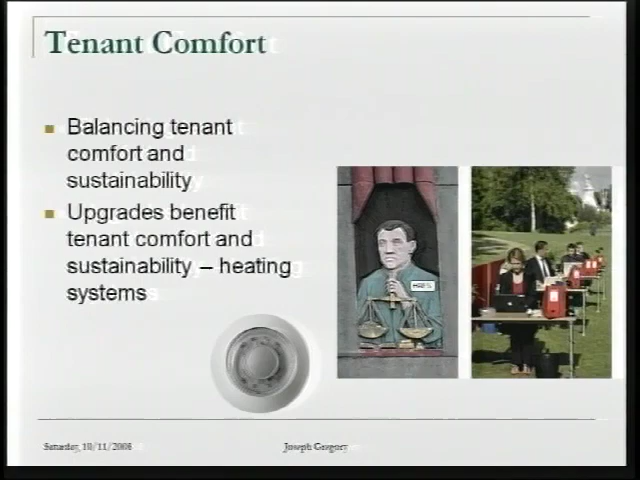 Tenant Comfort
Balancing tenant
comfort and
sustainability
Upgrades benefit
tenant comfort and
sustainability – heating
systems
Saturday, 10/11/2008
Joseph Gregory